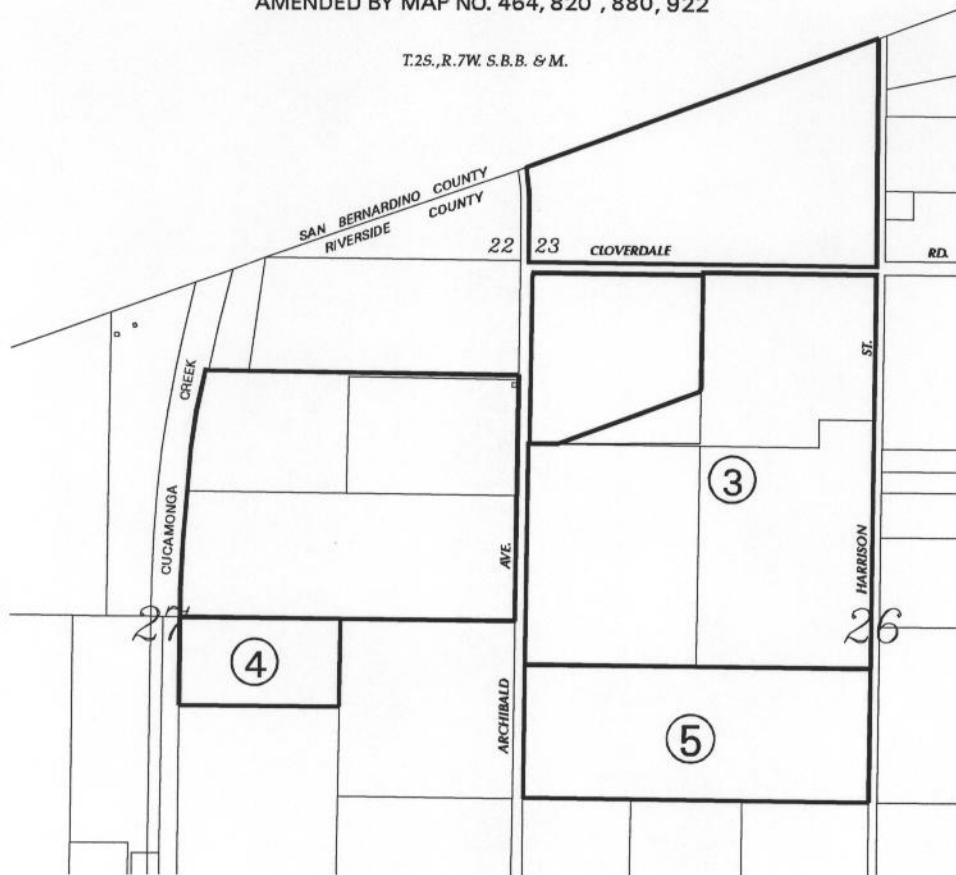 AMENDED BY MAP NO. 464, 820 , 880, 922
T.2S.,R.7W. S.B.B. & M.
SAN BERNARDINO COUNTY
RIVERSIDE COUNTY
22 23 CLOVERDALE RD.
CREEK
ST.
3
CUCAMONGA
AVE.
HARRISON
27
26
4
ARCHIBALD
5